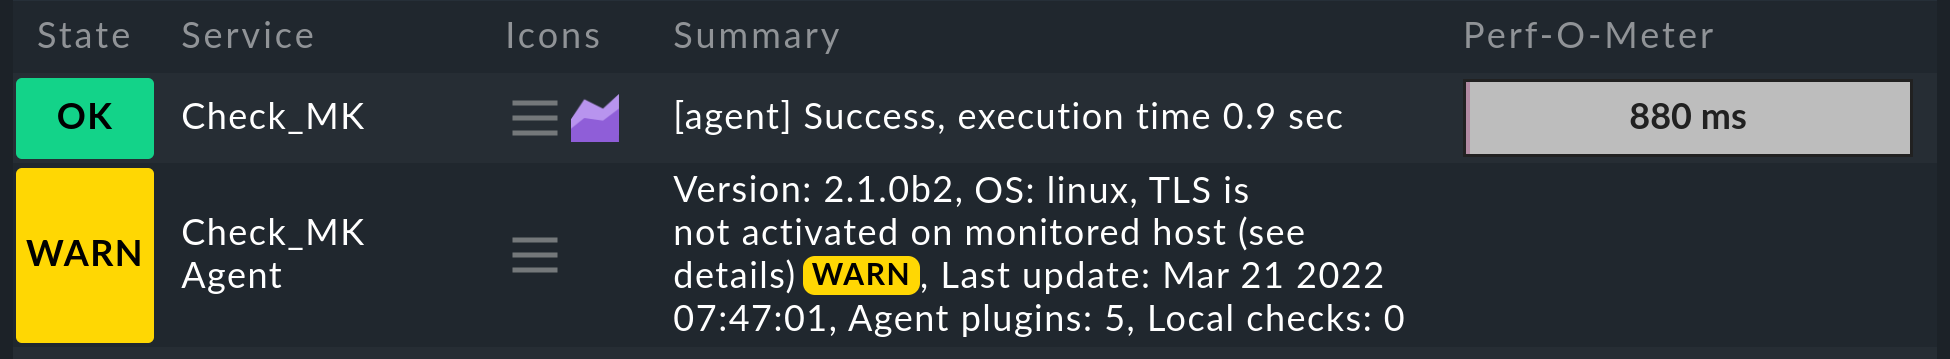 State Service Icons Summary Perf-O-Meter
OK Check_MK [agent] Success, execution time 0.9 sec 880 ms
WARN Check_MK Agent
Version: 2.1.0b2, OS: linux, TLS is
not activated on monitored host (see
details) WARN, Last update: Mar 21 2022
07:47:01, Agent plugins: 5, Local checks: 0